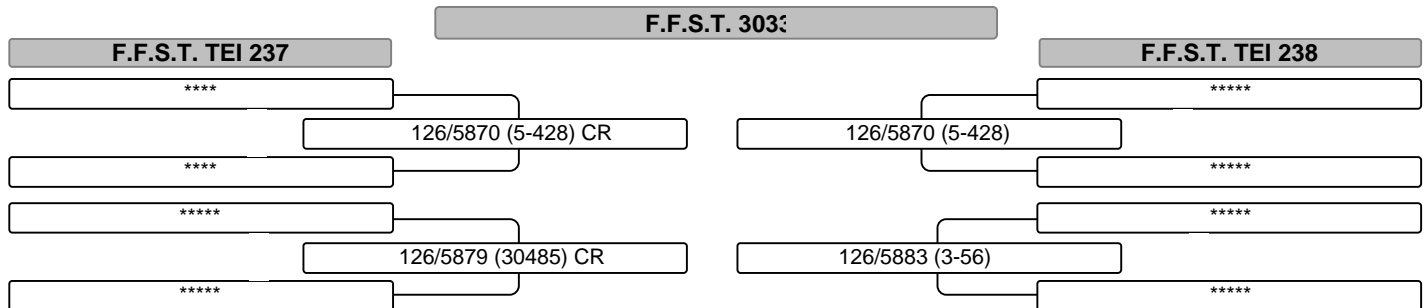 F.F.S.T. 3033
F.F.S.T. TEI 237
F.F.S.T. TEI 238
****
*****
126/5870 (5-428) CR
126/5870 (5-428)
****
*****
*****
*****
126/5879 (30485) CR
126/5883 (3-56)
*****
*****